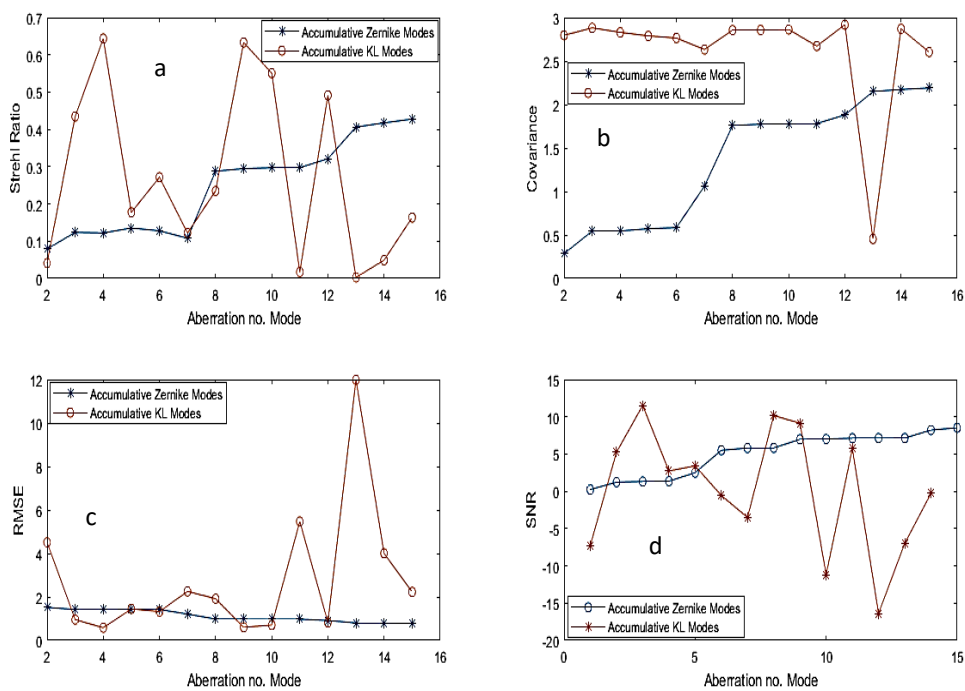 0.7
0.6
0.5
0.4
0.3
0.2
0.1
0
2 4 6 8 10 12 14 16
Strehl Ratio
Aberration no. Mode
a
Accumulative Zernike Modes
Accumulative KL Modes
3
2.5
2
1.5
1
0.5
0
2 4 6 8 10 12 14 16
Covariance
Aberration no. Mode
b
Accumulative Zernike Modes
Accumulative KL Modes
12
10
8
6
4
2
0
2 4 6 8 10 12 14 16
RMSE
Aberration no. Mode
c
Accumulative Zernike Modes
Accumulative KL Modes
15
10
5
0
-5
-10
-15
-20
0 5 10 15
SNR
Aberration no. Mode
d
Accumulative Zernike Modes
Accumulative KL Modes